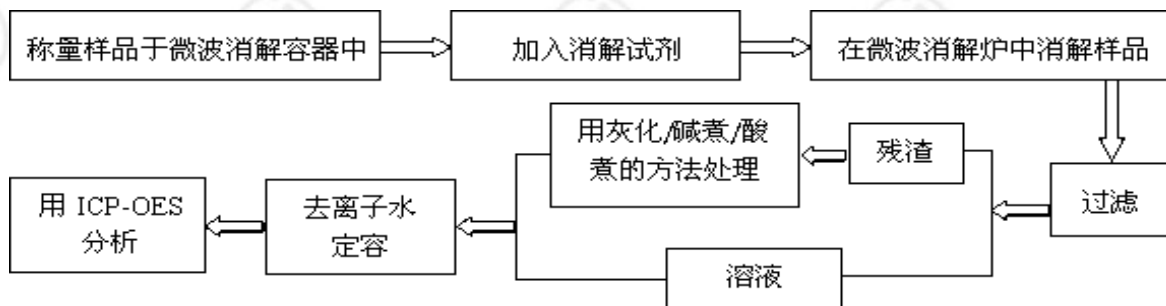 称量样品于微波消解容器中
加入消解试剂
在微波消解炉中消解样品
用灰化/碱煮/酸
煮的方法处理
残渣
过滤
用 ICP-OES
分析
去离子水
定容
溶液